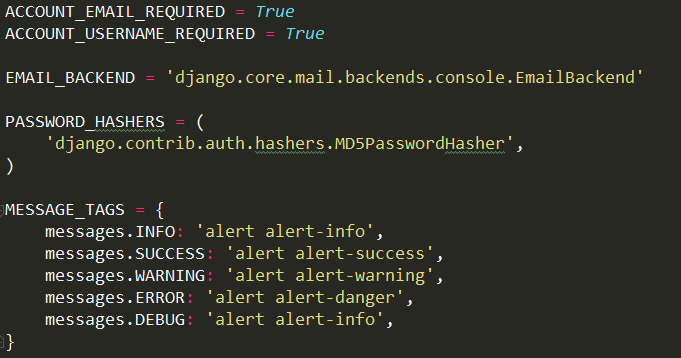 ACCOUNT_EMAIL_REQUIRED = True
ACCOUNT_USERNAME_REQUIRED = True
EMAIL_BACKEND = 'django.core.mail.backends.console.EmailBackend'
PASSWORD_HASHERS = (
    'django.contrib.auth.hashers.MD5PasswordHasher',
)
MESSAGE_TAGS = {
    messages.INFO: 'alert alert-info',
    messages.SUCCESS: 'alert alert-success',
    messages.WARNING: 'alert alert-warning',
    messages.ERROR: 'alert alert-danger',
    messages.DEBUG: 'alert alert-info',
}